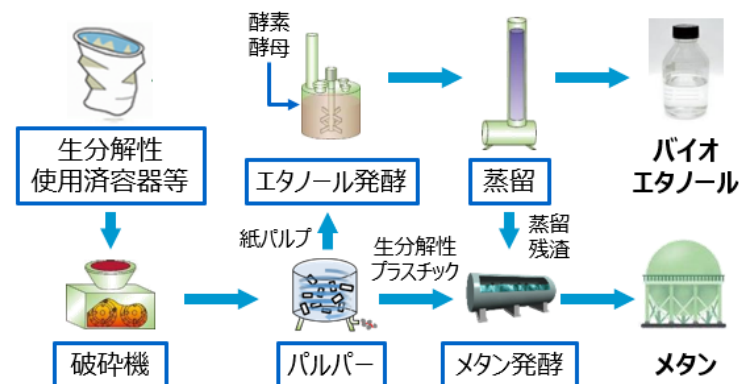 酵素
酵母
生分解性
使用済容器等
エタノール発酵
蒸留
バイオ
エタノール
紙パルプ
生分解性
プラスチック
蒸留
残渣
破砕機
パルパー
メタン発酵
メタン